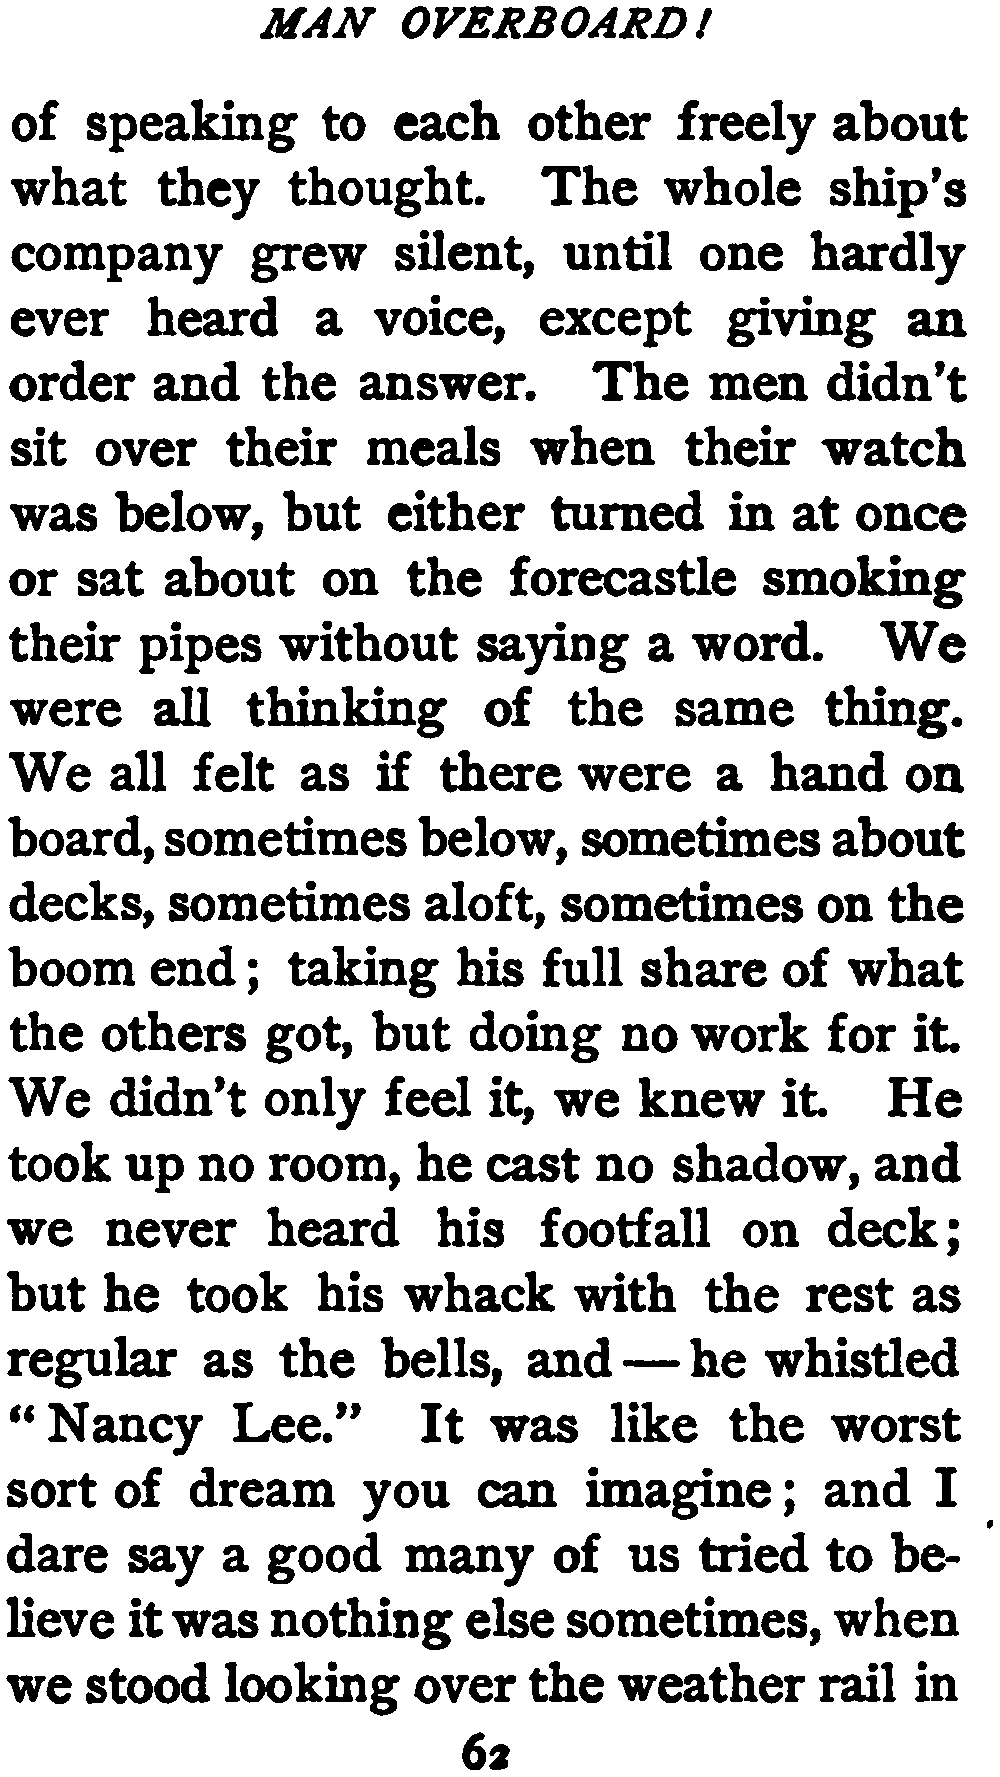 MAN OVERBOARD!
of speaking to each other freely about
what they thought. The whole ship's
company grew silent, until one hardly
ever heard a voice, except giving an
order and the answer. The men didn't
sit over their meals when their watch
was below, but either turned in at once
or sat about on the forecastle smoking
their pipes without saying a word. We
were all thinking of the same thing.
We all felt as if there were a hand on
board, sometimes below, sometimes about
decks, sometimes aloft, sometimes on the
boom end; taking his full share of what
the others got, but doing no work for it.
We didn't only feel it, we knew it. He
took up no room, he cast no shadow, and
we never heard his footfall on deck;
but he took his whack with the rest as
regular as the bells, and — he whistled
“Nancy Lee.” It was like the worst
sort of dream you can imagine; and I
dare say a good many of us tried to be-
lieve it was nothing else sometimes, when
we stood looking over the weather rail in
62